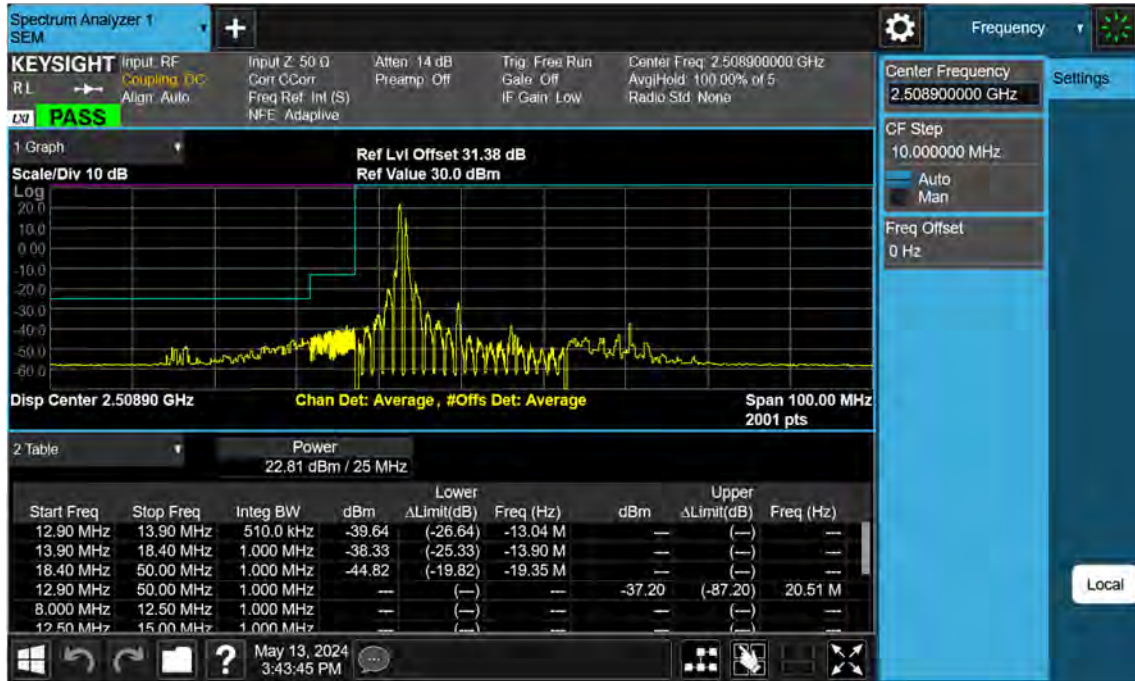 Spectrum Analyzer 1
SEM
+
Frequency
KEYSIGHT
RL
LXI PASS
Input: RF
Coupling: DC
Align: Auto
Input Z: 50 Ω
Corr CCorr
Freq Ref: Int (S)
NFE: Adaptive
Atten: 14 dB
Preamp: Off
Trig: Free Run
Gate: Off
IF Gain: Low
Center Freq: 2.508900000 GHz
Avg|Hold: 100.00% of 5
Radio Std: None
Center Frequency
2.508900000 GHz
Settings
CF Step
10.000000 MHz
Auto
Man
Freq Offset
0 Hz
Local
1 Graph
Scale/Div 10 dB
Ref Lvl Offset 31.38 dB
Ref Value 30.0 dBm
Log
20.0
10.0
0.00
-10.0
-20.0
-30.0
-40.0
-50.0
-60.0
Disp Center 2.50890 GHz
Chan Det: Average, #Offs Det: Average
Span 100.00 MHz
2001 pts
2 Table
Power
22.81 dBm / 25 MHz
Lower Upper
Start Freq Stop Freq Integ BW dBm ΔLimit(dB) Freq (Hz) dBm ΔLimit(dB) Freq (Hz)
12.90 MHz 13.90 MHz 510.0 kHz -39.64 (-26.64) -13.04 M --- (---) ---
13.90 MHz 18.40 MHz 1.000 MHz -38.33 (-25.33) -13.90 M --- (---) ---
18.40 MHz 50.00 MHz 1.000 MHz -44.82 (-19.82) -19.35 M --- (---) ---
12.90 MHz 50.00 MHz 1.000 MHz --- (---) --- -37.20 (-87.20) 20.51 M
8.000 MHz 12.50 MHz 1.000 MHz --- (---) --- --- (---) ---
12.50 MHz 15.00 MHz 1.000 MHz --- (---) --- --- (---) ---
?
May 13, 2024
3:43:45 PM